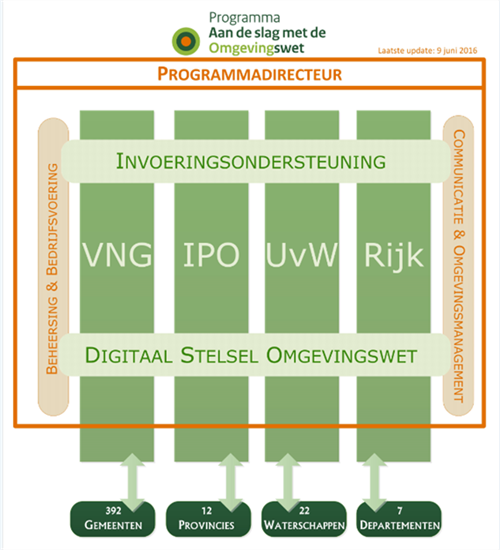 Programma
Aan de slag met de
Omgevingswet
Laatste update: 9 juni 2016
PROGRAMMADIRECTEUR
BEHEERSING & BEDRIJFSVOERING
COMMUNICATIE & OMGEVINGSMANAGEMENT
INVOERINGSONDERSTEUNING
VNG IPO UvW Rijk
DIGITAAL STELSEL OMGEVINGSWET
392 12 22 7
GEMEENTEN PROVINCIES WATERSCHAPPEN DEPARTEMENTEN